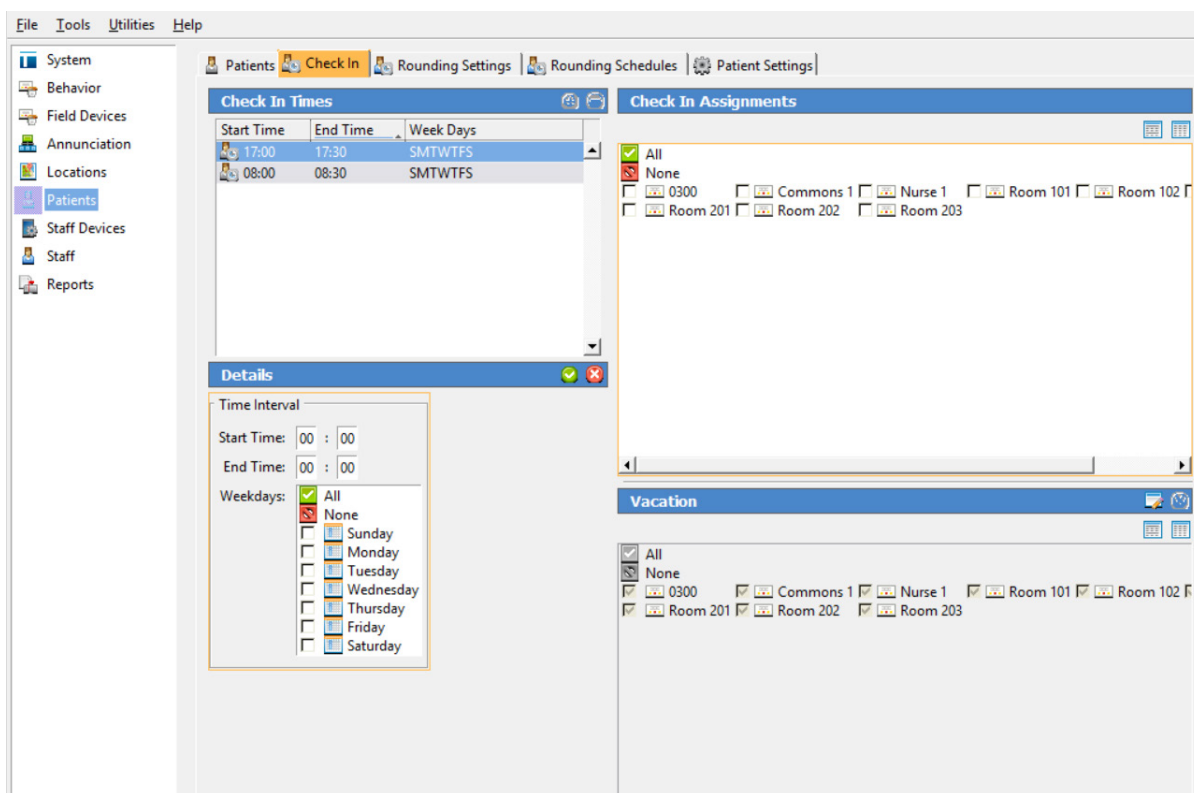 File Tools Utilities Help
System
Behavior
Field Devices
Annunciation
Locations
Patients
Staff Devices
Staff
Reports
Patients Check In Rounding Settings Rounding Schedules Patient Settings
Check In Times
Start Time End Time Week Days
17:00 17:30 SMTWTFS
08:00 08:30 SMTWTFS
Details
Time Interval
Start Time: 00 : 00
End Time: 00 : 00
Weekdays: All
None
Sunday
Monday
Tuesday
Wednesday
Thursday
Friday
Saturday
Check In Assignments
All
None
0300 Commons 1 Nurse 1 Room 101 Room 102
Room 201 Room 202 Room 203
Vacation
All
None
0300 Commons 1 Nurse 1 Room 101 Room 102
Room 201 Room 202 Room 203